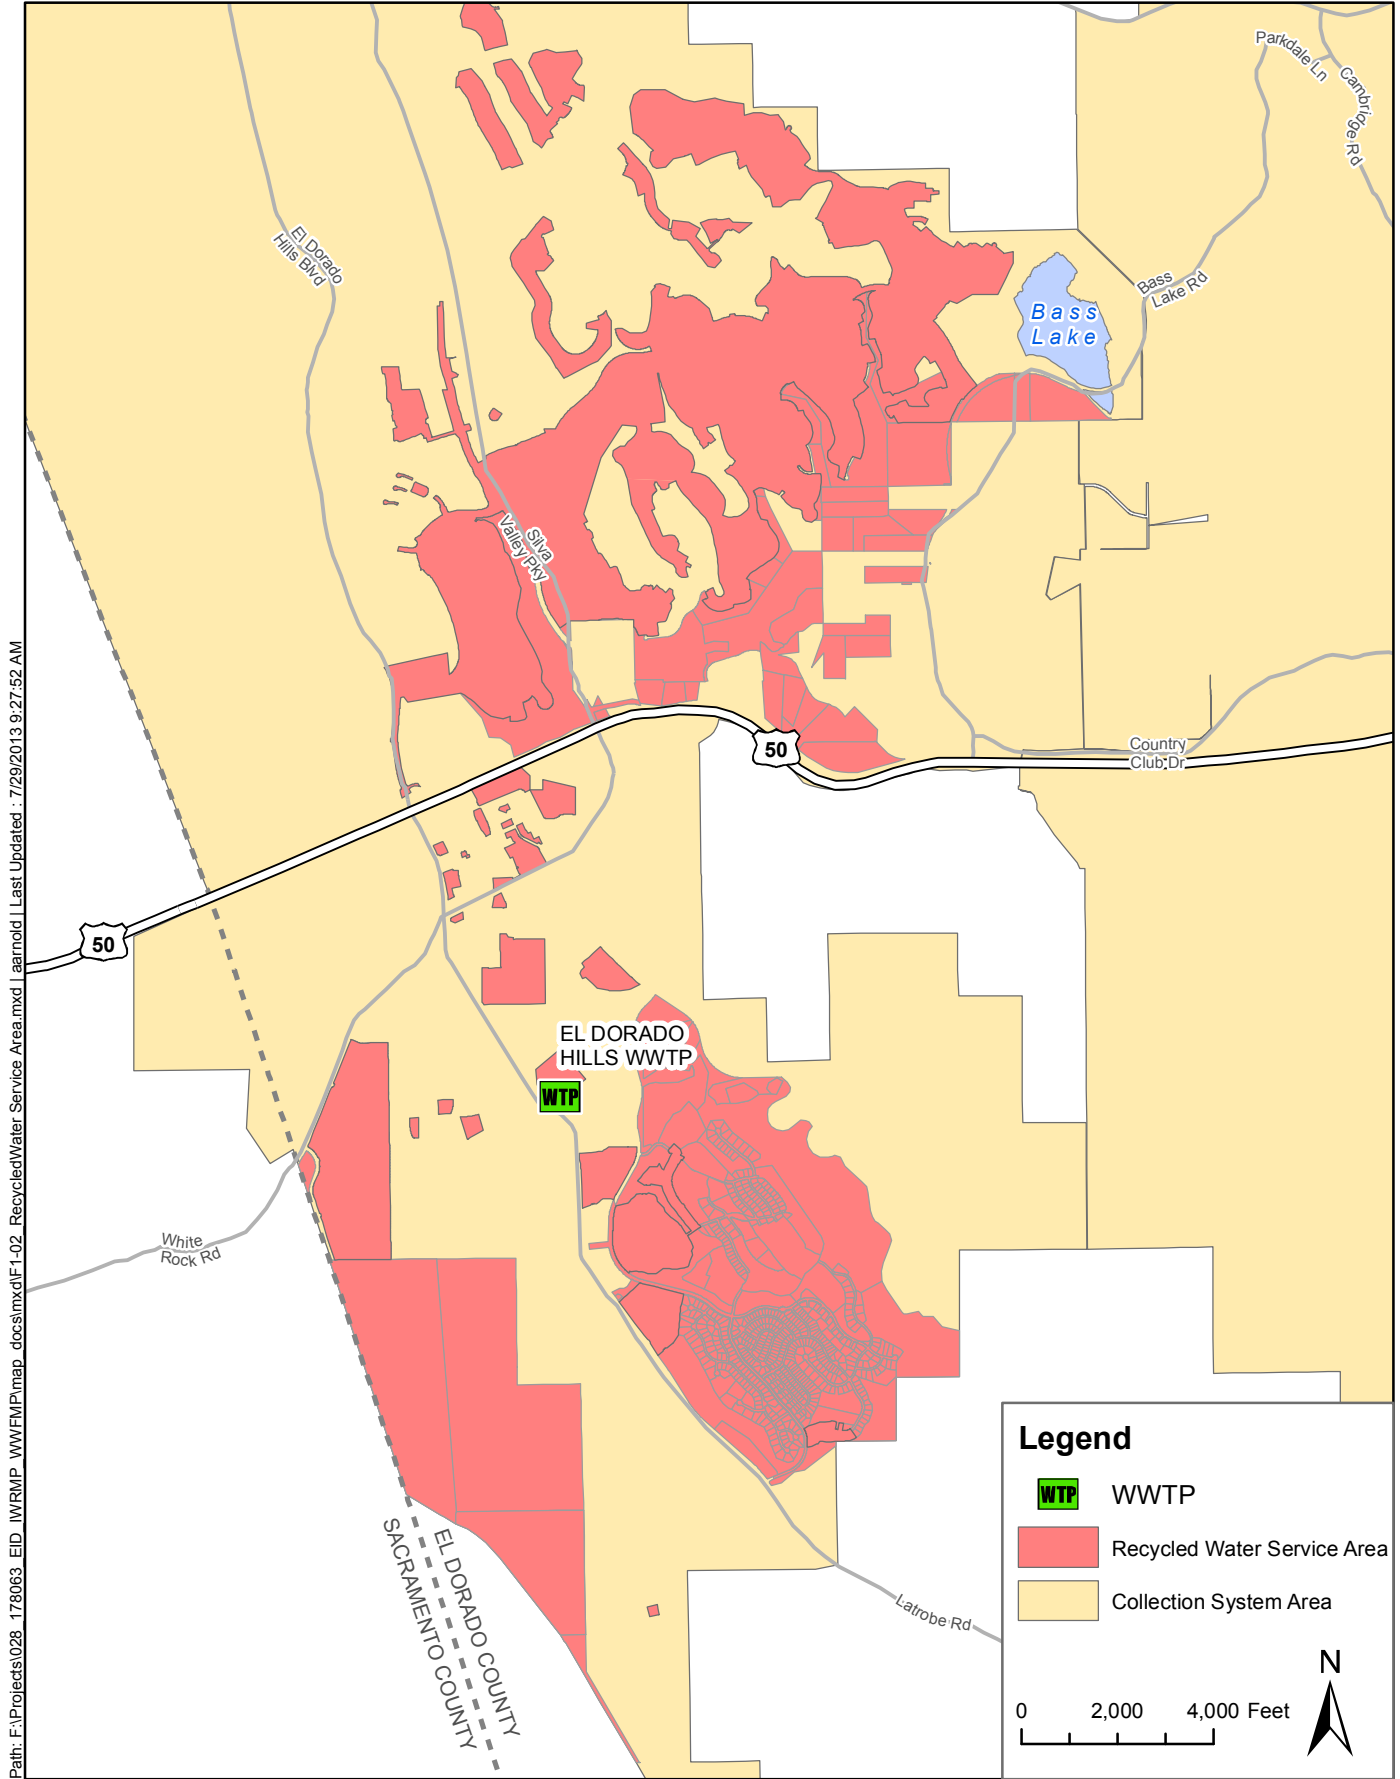 Parkdale Ln
Cambridge Rd
El Dorado
Hills Blvd
Bass
Lake Rd
Bass
Lake
Silva
Valley Pky
50
Country
Club Dr
50
EL DORADO
HILLS WWTP
WTP
White
Rock Rd
EL DORADO COUNTY
SACRAMENTO COUNTY
Latrobe Rd
Legend
WTP
WWTP
Recycled Water Service Area
Collection System Area
N
0 2,000 4,000 Feet
Path: F:\Projects\028_178063_EID_IWRMP_WWFMP\map_docs\mxd\F1-02_RecycledWater Service Area.mxd | aarnold | Last Updated : 7/29/2013 9:27:52 AM